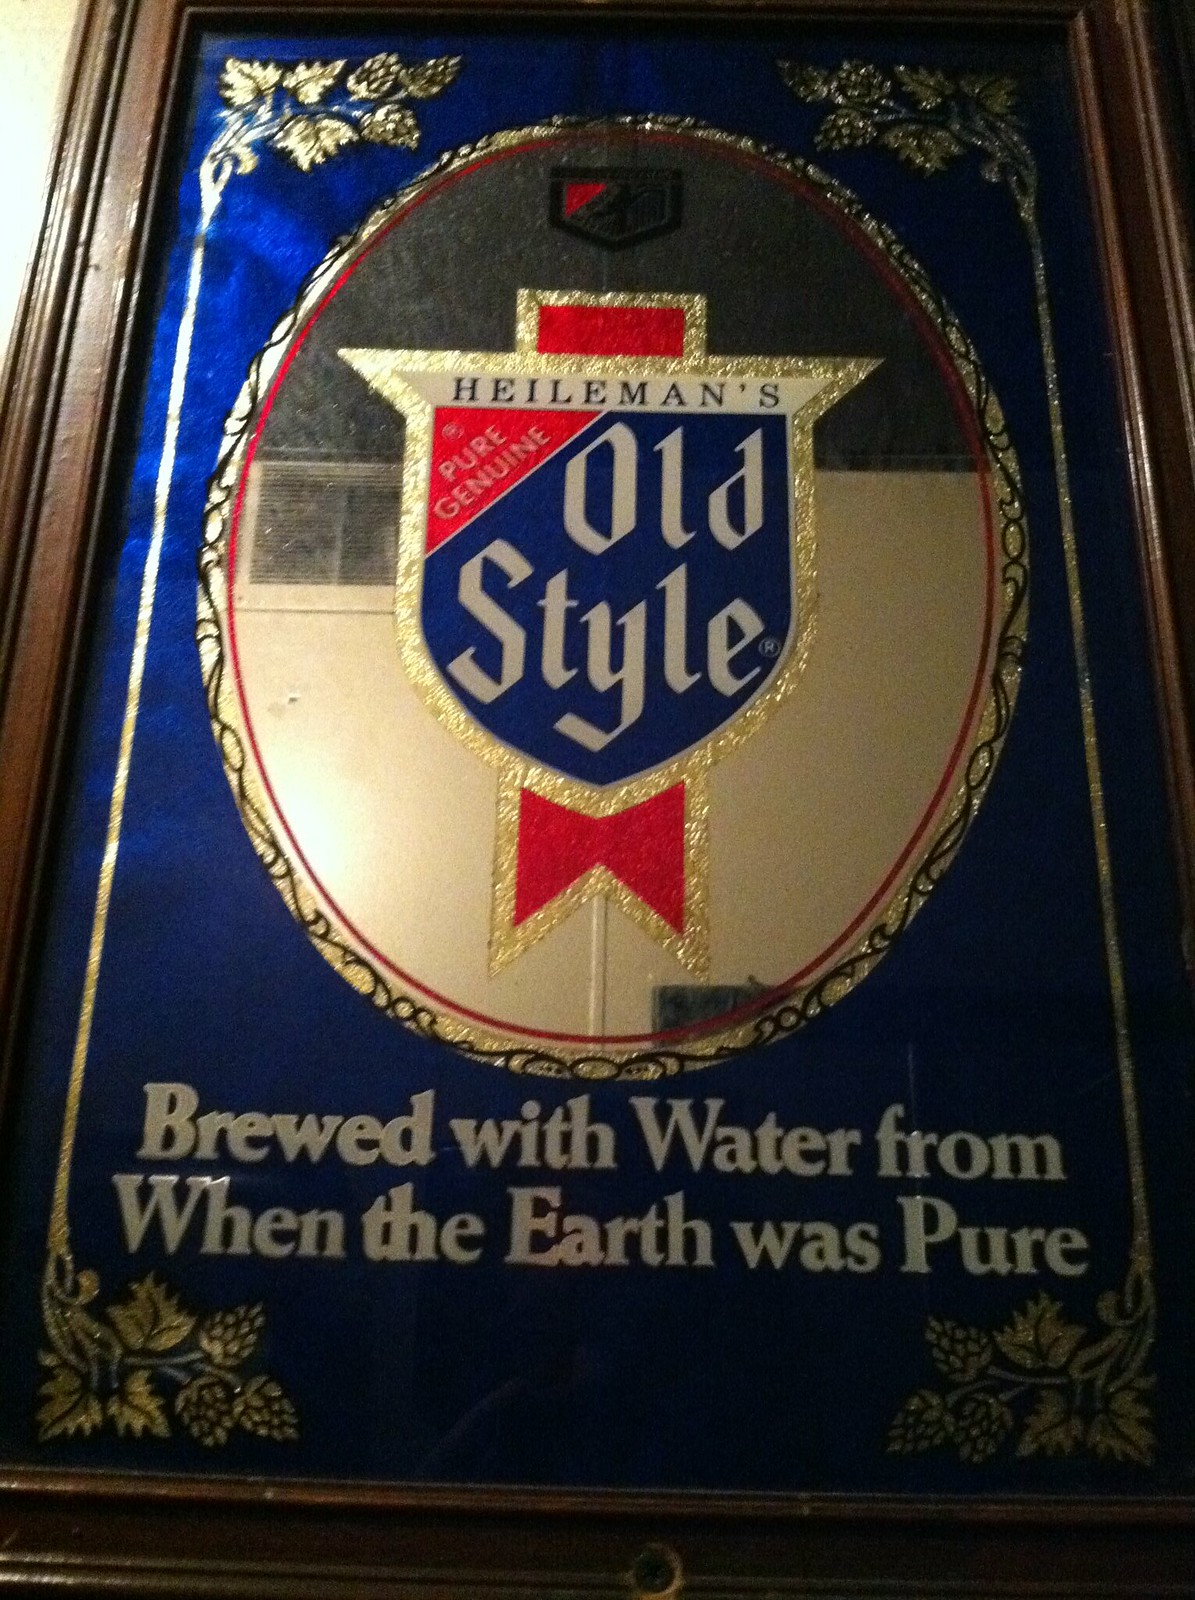 HEILEMAN'S
®
PURE
GENUINE
Old
Style®
Brewed with Water from
When the Earth was Pure